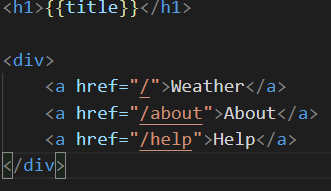 <h1>{{title}}</h1>
<div>
<a href="/">Weather</a>
<a href="/about">About</a>
<a href="/help">Help</a>
</div>